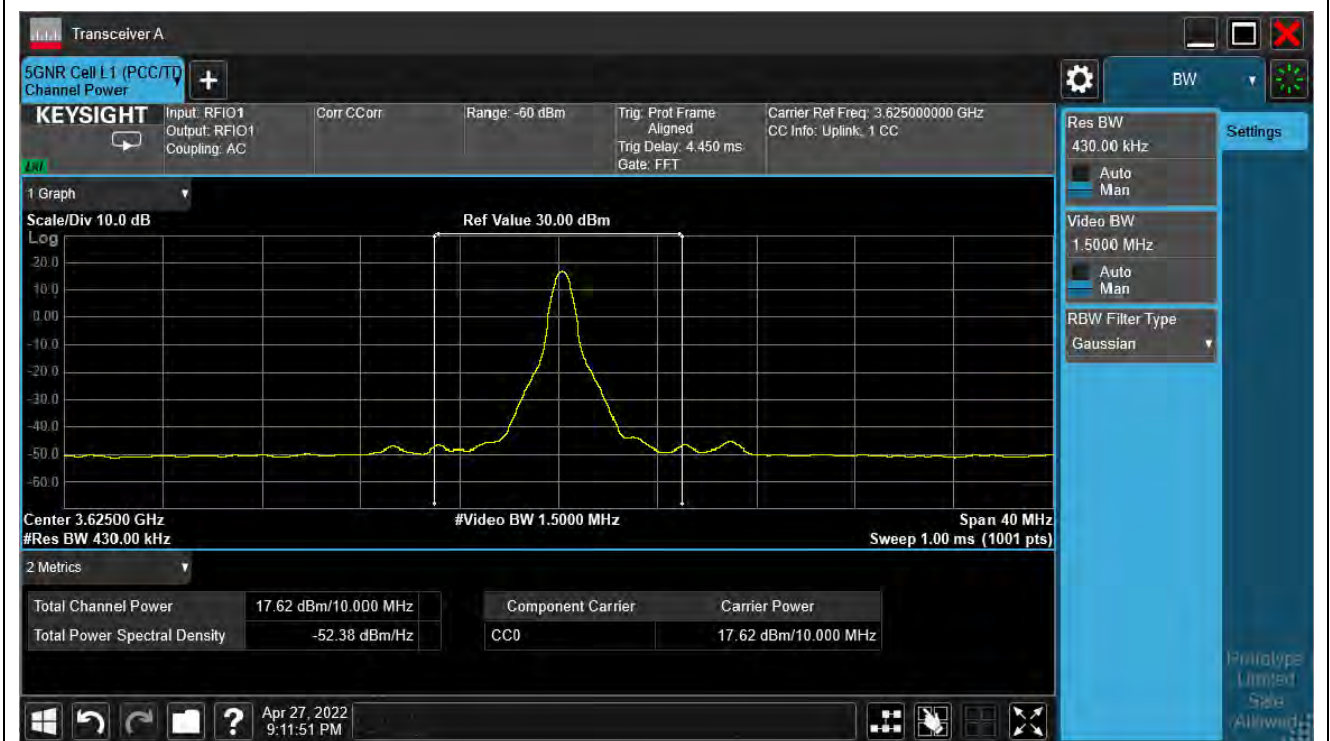 Transceiver A
5GNR Cell L1 (PCC/TD
Channel Power
+
BW
KEYSIGHT
Input: RFIO1
Output: RFIO1
Coupling: AC
Corr CCorr
Range: -60 dBm
Trig: Prot Frame
Aligned
Trig Delay: 4.450 ms
Gate: FFT
Carrier Ref Freq: 3.625000000 GHz
CC Info: Uplink, 1 CC
LXI
Res BW
430.00 kHz
Auto
Man
Settings
Video BW
1.5000 MHz
Auto
Man
RBW Filter Type
Gaussian
1 Graph
Scale/Div 10.0 dB
Ref Value 30.00 dBm
Log
20.0
10.0
0.00
-10.0
-20.0
-30.0
-40.0
-50.0
-60.0
Center 3.62500 GHz
#Video BW 1.5000 MHz
Span 40 MHz
#Res BW 430.00 kHz
Sweep 1.00 ms (1001 pts)
2 Metrics
Total Channel Power 17.62 dBm/10.000 MHz
Total Power Spectral Density -52.38 dBm/Hz
Component Carrier Carrier Power
CC0 17.62 dBm/10.000 MHz
Prototype
Limited
Sale
Allowed
?
Apr 27, 2022
9:11:51 PM